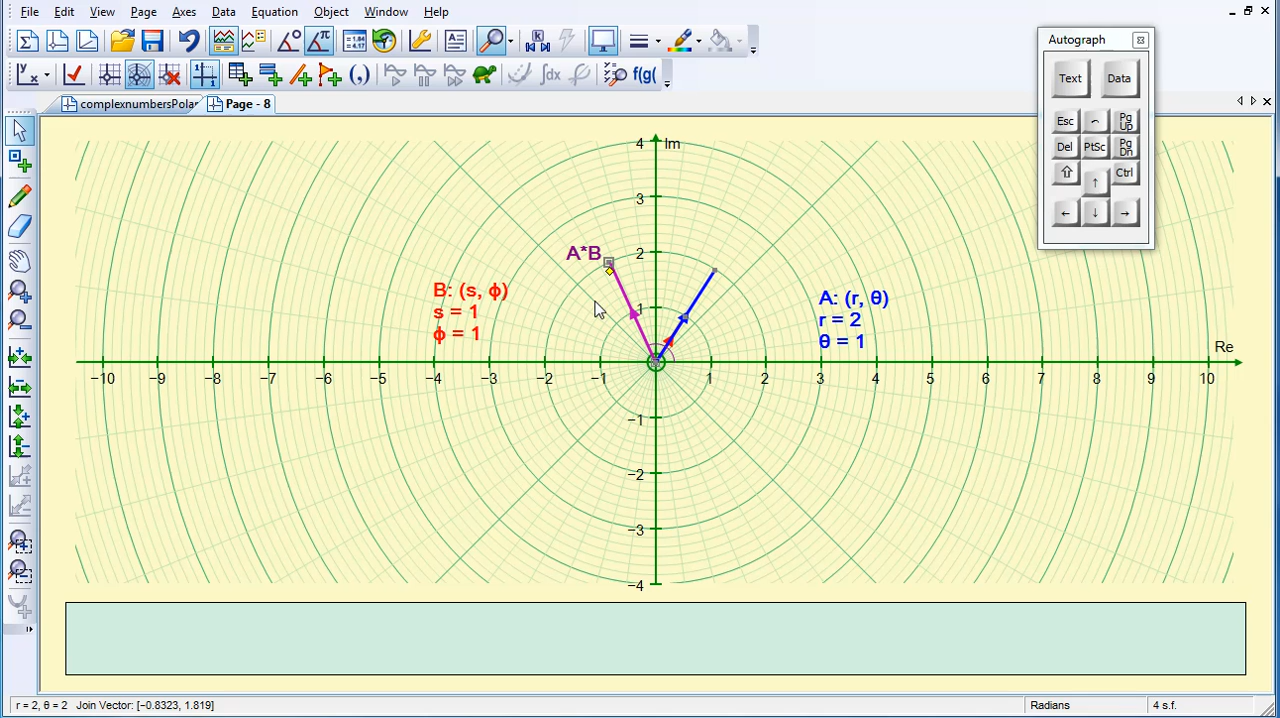 File Edit View Page Axes Data Equation Object Window Help
complexnumbersPolar Page - 8
Autograph
Text Data
Esc Pg Up
Del PtSc Pg Dn
Ctrl
f(g(
4 Im
3
A*B 2
1
B: (s, ϕ)
s = 1
ϕ = 1
A: (r, θ)
r = 2
θ = 1
Re
−10 −9 −8 −7 −6 −5 −4 −3 −2 −1 1 2 3 4 5 6 7 8 9 10
−1
−2
−3
−4
r = 2, θ = 2 Join Vector: [−0.8323, 1.819] Radians 4 s.f.